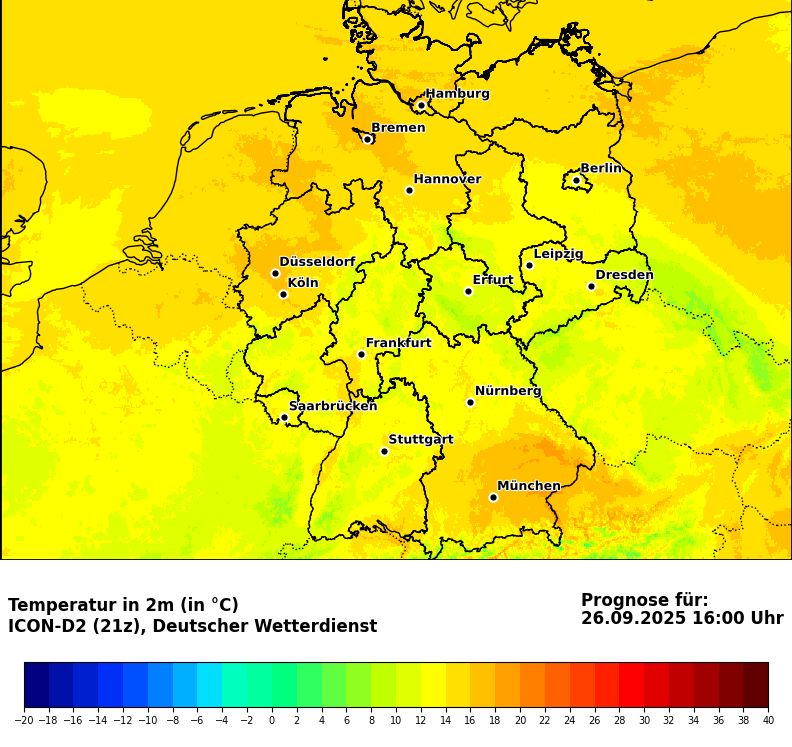 Hamburg
Bremen
Berlin
Hannover
Leipzig
Düsseldorf
Dresden
Köln
Erfurt
Frankfurt
Nürnberg
Saarbrücken
Stuttgart
München
Temperatur in 2m (in °C)
ICON-D2 (21z), Deutscher Wetterdienst
Prognose für:
26.09.2025 16:00 Uhr
−20 −18 −16 −14 −12 −10 −8 −6 −4 −2 0 2 4 6 8 10 12 14 16 18 20 22 24 26 28 30 32 34 36 38 40